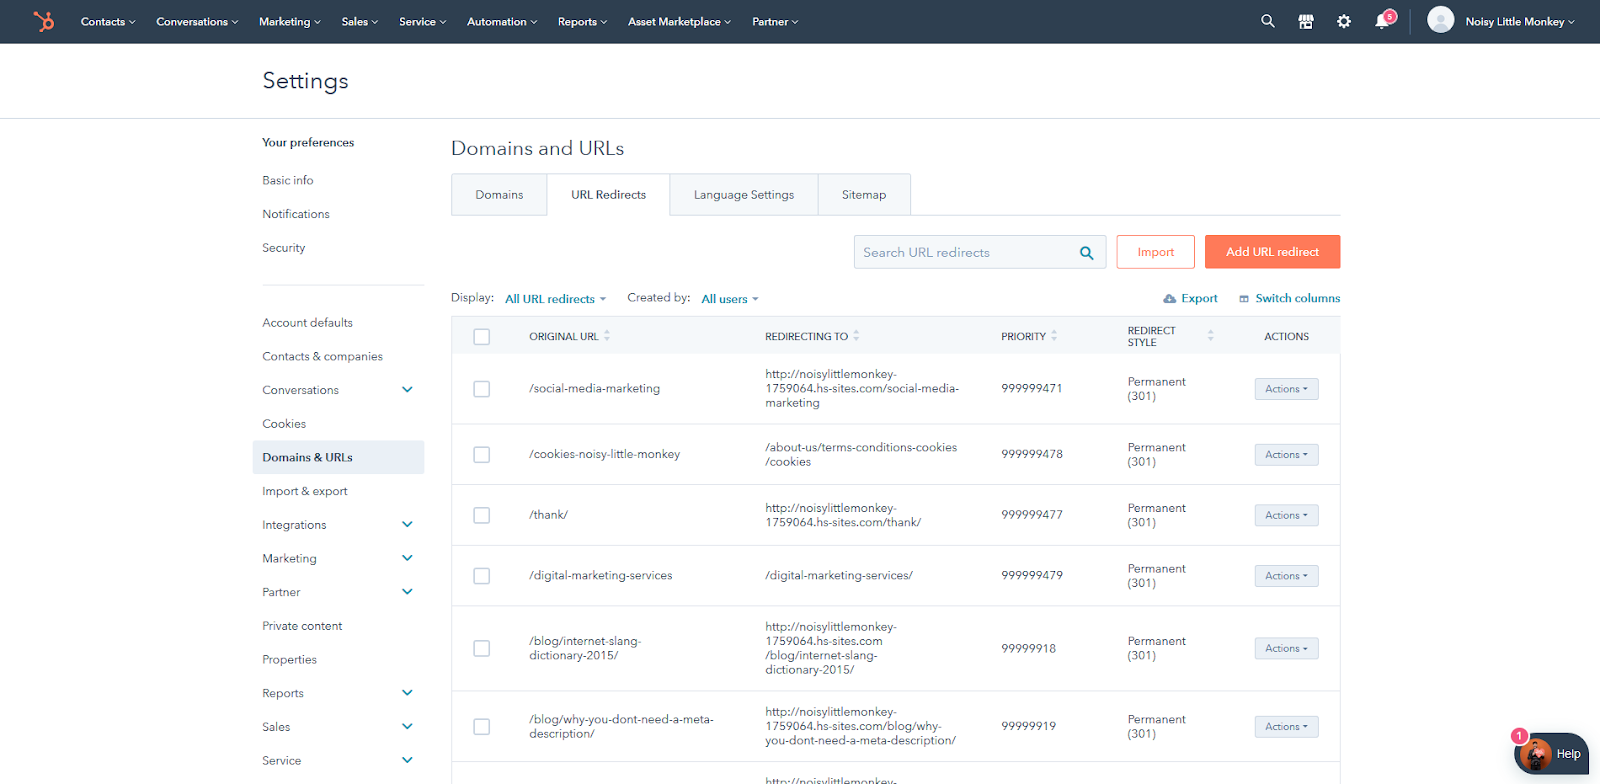 Contacts Conversations Marketing Sales Service Automation Reports Asset Marketplace Partner 5 Noisy Little Monkey
Settings
Your preferences
Basic info
Notifications
Security
Account defaults
Contacts & companies
Conversations
Cookies
Domains & URLs
Import & export
Integrations
Marketing
Partner
Private content
Properties
Reports
Sales
Service
Domains and URLs
Domains URL Redirects Language Settings Sitemap
Search URL redirects Import Add URL redirect
Display: All URL redirects Created by: All users Export Switch columns
ORIGINAL URL REDIRECTING TO PRIORITY REDIRECT STYLE ACTIONS
/social-media-marketing
http://noisylittlemonkey-
1759064.hs-sites.com/social-media-
marketing
999999471
Permanent
(301)
Actions
/cookies-noisy-little-monkey
/about-us/terms-conditions-cookies
/cookies
999999478
Permanent
(301)
Actions
/thank/
http://noisylittlemonkey-
1759064.hs-sites.com/thank/
999999477
Permanent
(301)
Actions
/digital-marketing-services
/digital-marketing-services/
999999479
Permanent
(301)
Actions
/blog/internet-slang-
dictionary-2015/
http://noisylittlemonkey-
1759064.hs-sites.com
/blog/internet-slang-
dictionary-2015/
99999918
Permanent
(301)
Actions
/blog/why-you-dont-need-a-meta-
description/
http://noisylittlemonkey-
1759064.hs-sites.com/blog/why-
you-dont-need-a-meta-description/
99999919
Permanent
(301)
Actions
http://noisylittlemonkey-
1
Help